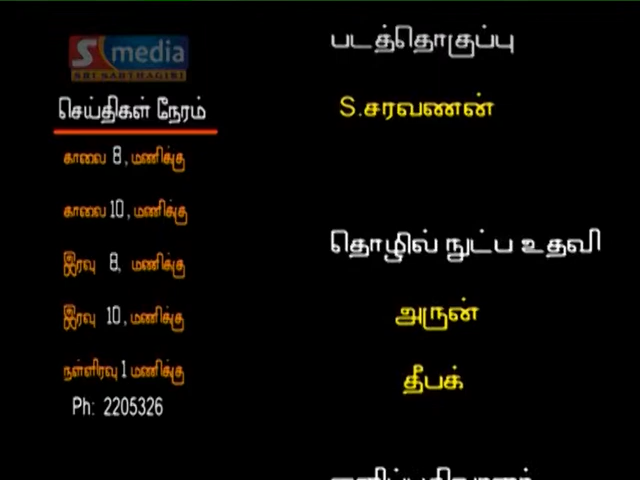 S media
SRI SARTHAGIRI
செய்திகள் நேரம்
காலை 8, மணிக்கு
காலை 10, மணிக்கு
இரவு 8, மணிக்கு
இரவு 10, மணிக்கு
நள்ளிரவு 1 மணிக்கு
Ph: 2205326
படத்தொகுப்பு
S.சரவணன்
தொழில் நுட்ப உதவி
அருன்
தீபக்